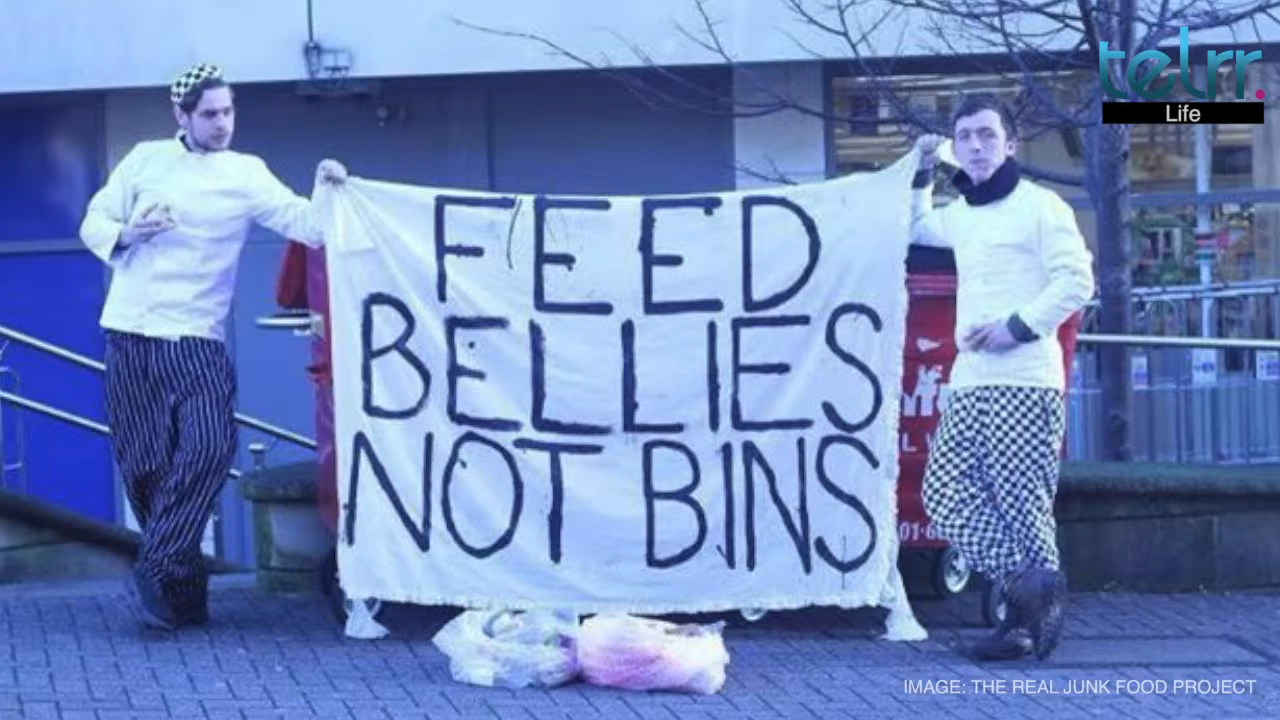 telrr.
Life
FEED
BELLIES
NOT BINS
IMAGE: THE REAL JUNK FOOD PROJECT